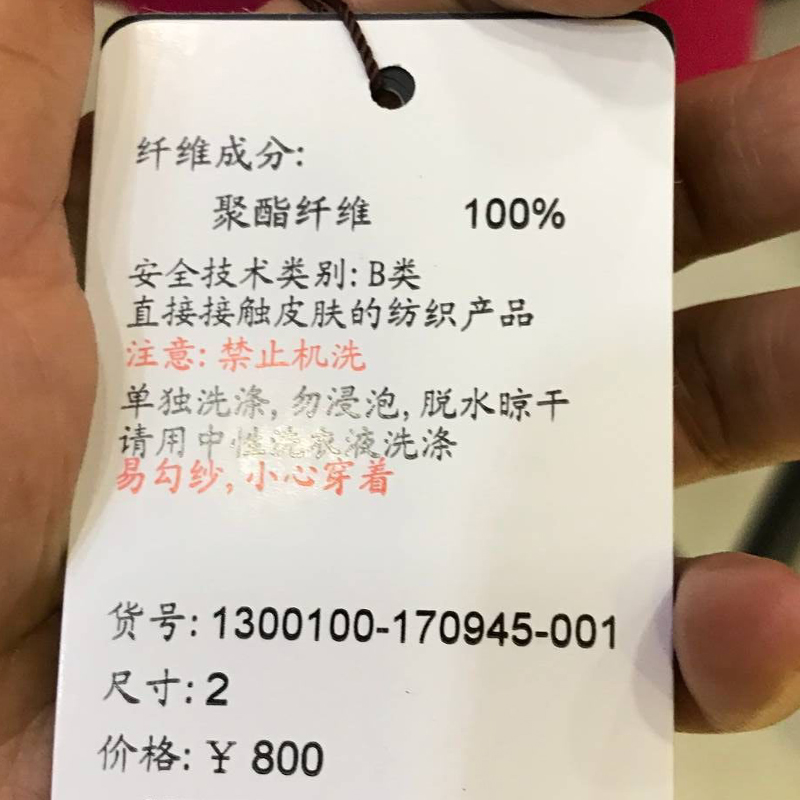 纤维成分:
聚酯纤维 100%
安全技术类别: B类
直接接触皮肤的纺织产品
注意: 禁止机洗
单独洗涤, 勿浸泡, 脱水晾干
请用中性洗衣液洗涤
易勾纱, 小心穿着
货号: 1300100-170945-001
尺寸: 2
价格: ¥ 800